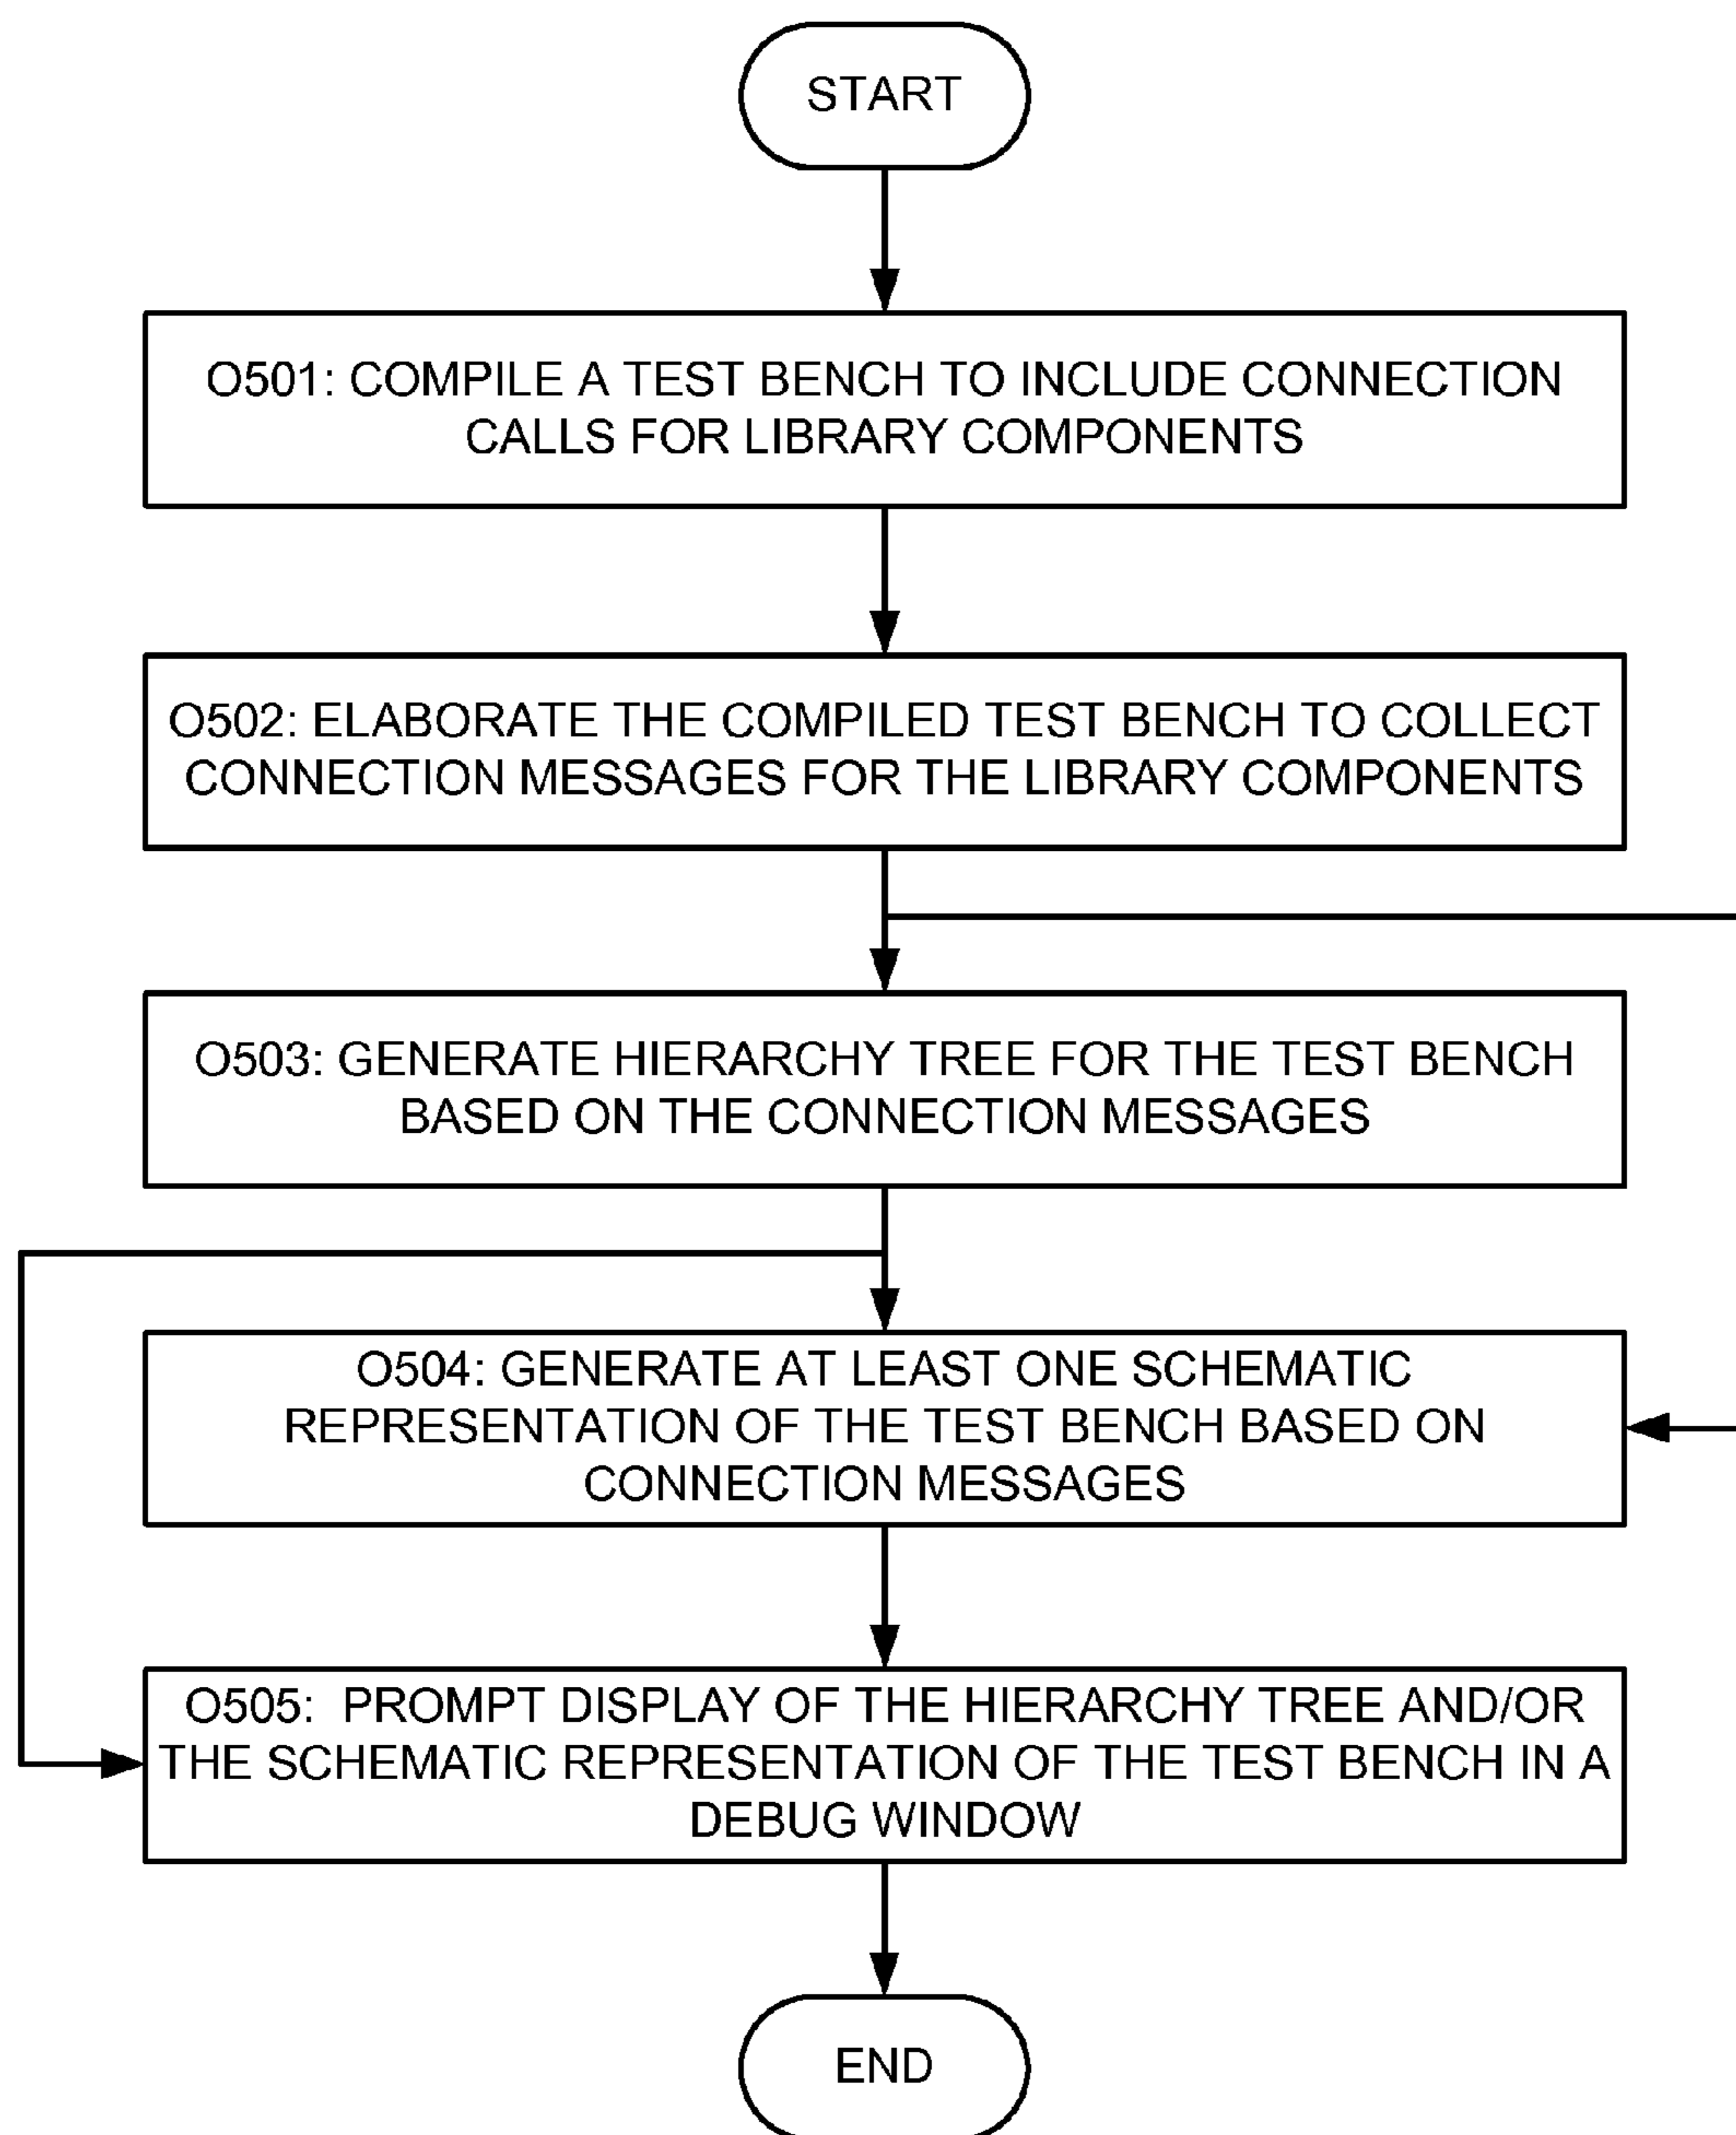 START
O501: COMPILE A TEST BENCH TO INCLUDE CONNECTION
CALLS FOR LIBRARY COMPONENTS
O502: ELABORATE THE COMPILED TEST BENCH TO COLLECT
CONNECTION MESSAGES FOR THE LIBRARY COMPONENTS
O503: GENERATE HIERARCHY TREE FOR THE TEST BENCH
BASED ON THE CONNECTION MESSAGES
O504: GENERATE AT LEAST ONE SCHEMATIC
REPRESENTATION OF THE TEST BENCH BASED ON
CONNECTION MESSAGES
O505: PROMPT DISPLAY OF THE HIERARCHY TREE AND/OR
THE SCHEMATIC REPRESENTATION OF THE TEST BENCH IN A
DEBUG WINDOW
END